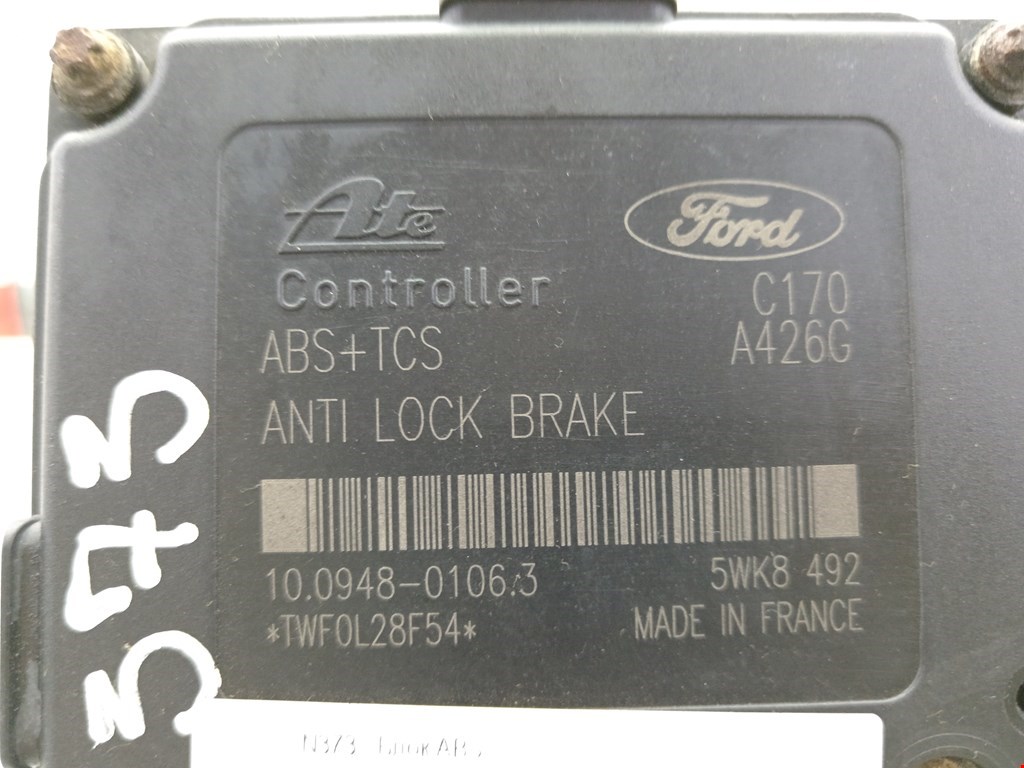 Ate
Ford
Controller
C170
ABS+TCS
A426G
ANTI LOCK BRAKE
10.0948-0106.3
5WK8 492
*TWF0L28F54*
MADE IN FRANCE
373